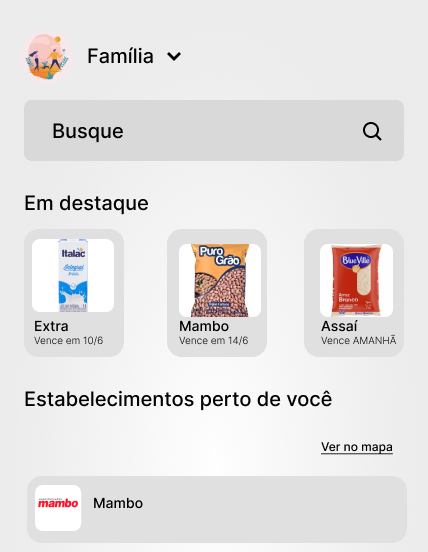 Família
Busque
Em destaque
Italac
Integral
Puro
Grão
Blue Ville
Arroz
Branco
Extra
Vence em 10/6
Mambo
Vence em 14/6
Assaí
Vence AMANHÃ
Estabelecimentos perto de você
Ver no mapa
mambo
Mambo